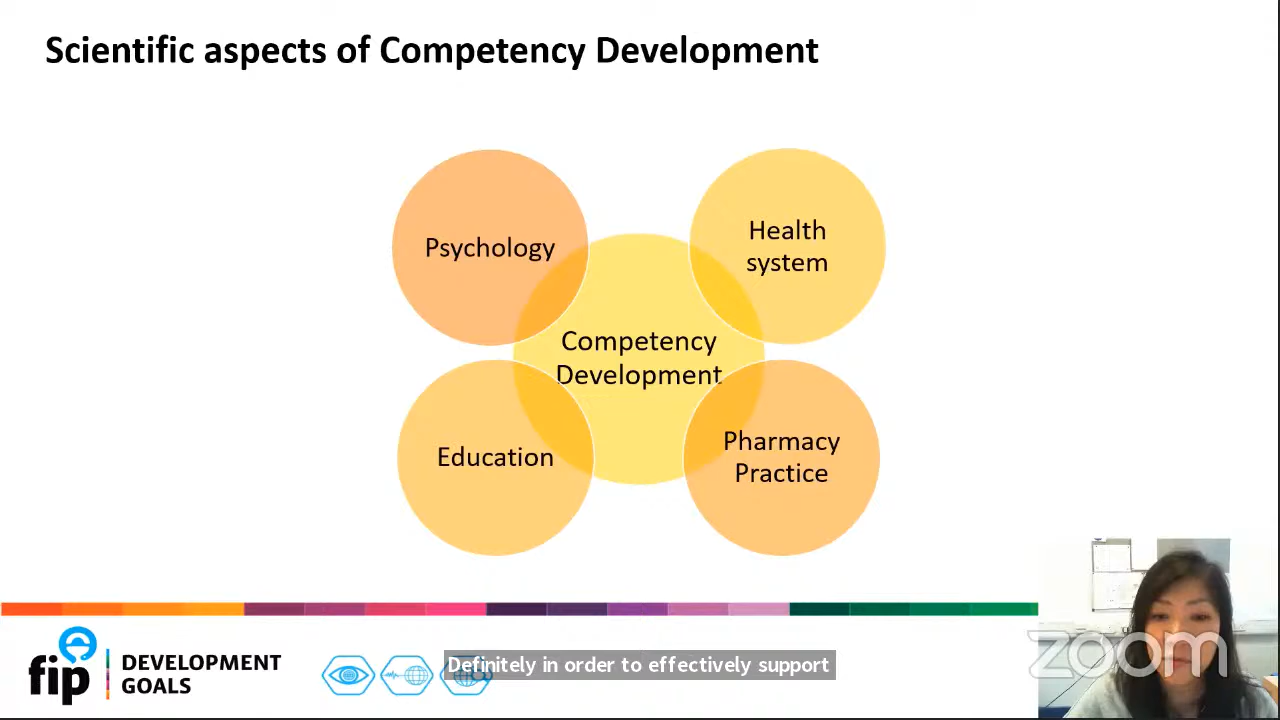 Scientific aspects of Competency Development
Psychology
Health
system
Competency
Development
Education
Pharmacy
Practice
fip
DEVELOPMENT
GOALS
Definitely in order to effectively support
zoom